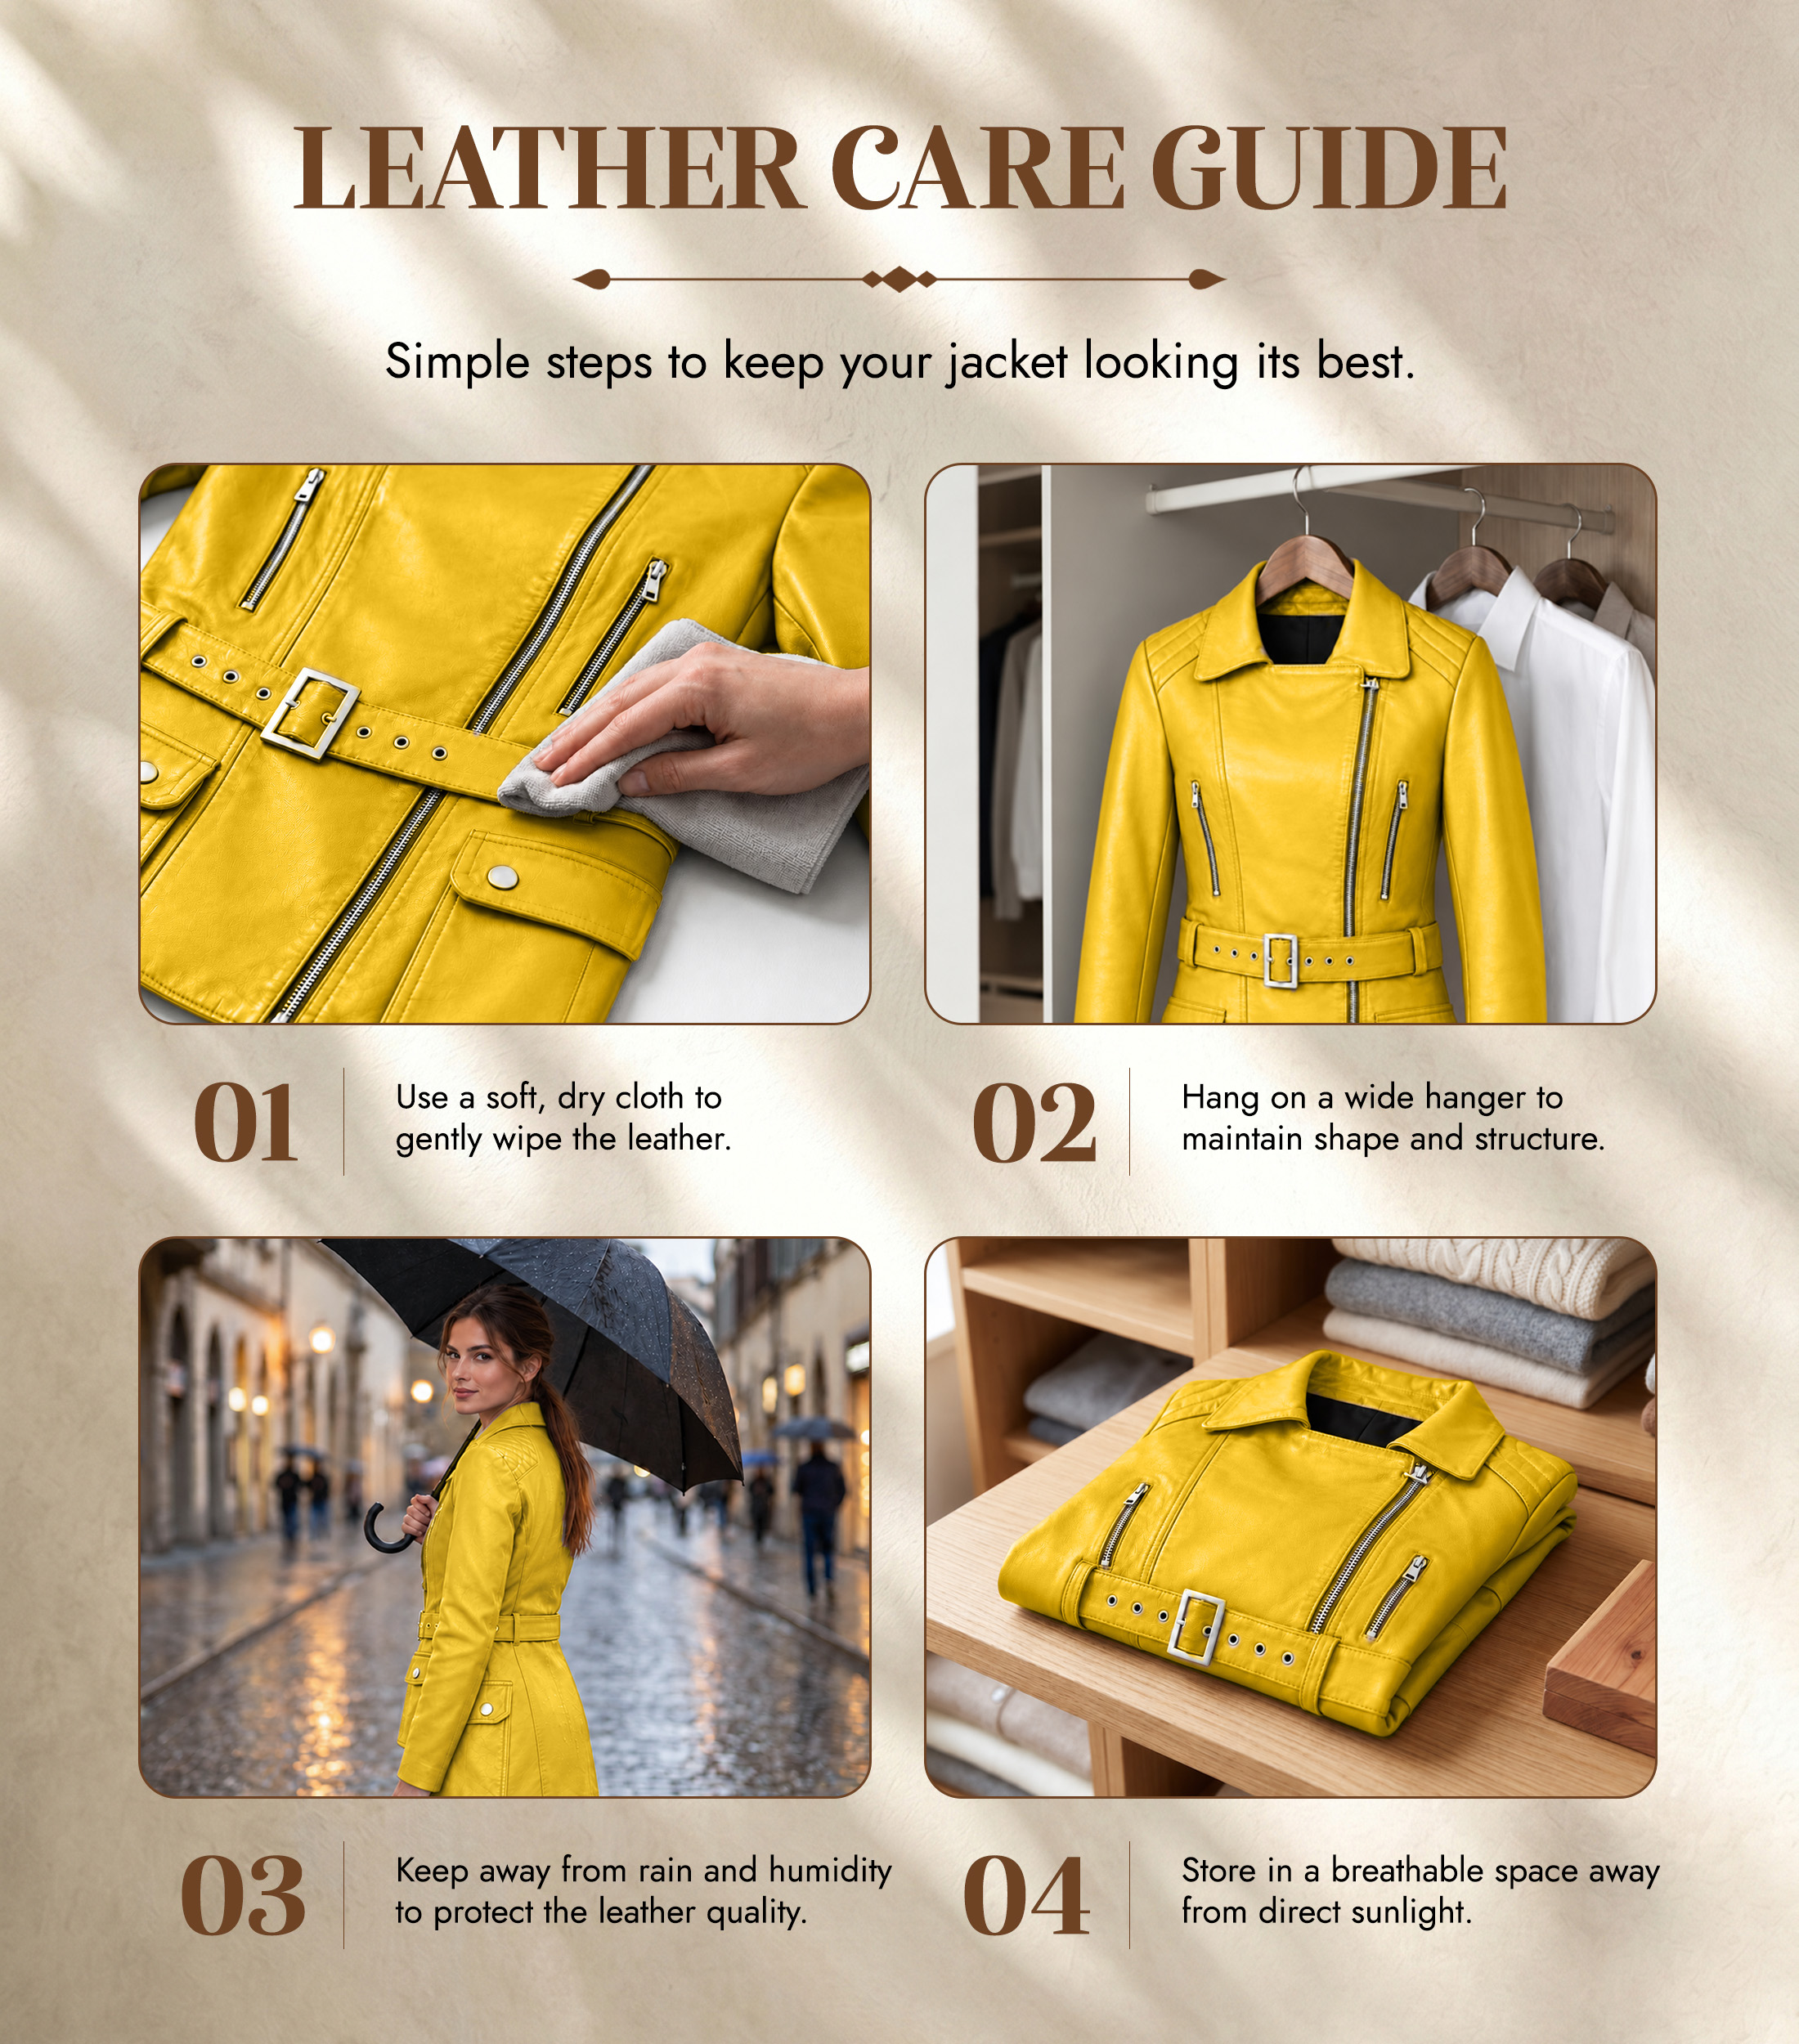 LEATHER CARE GUIDE
Simple steps to keep your jacket looking its best.
01
Use a soft, dry cloth to
gently wipe the leather.
02
Hang on a wide hanger to
maintain shape and structure.
03
Keep away from rain and humidity
to protect the leather quality.
04
Store in a breathable space away
from direct sunlight.